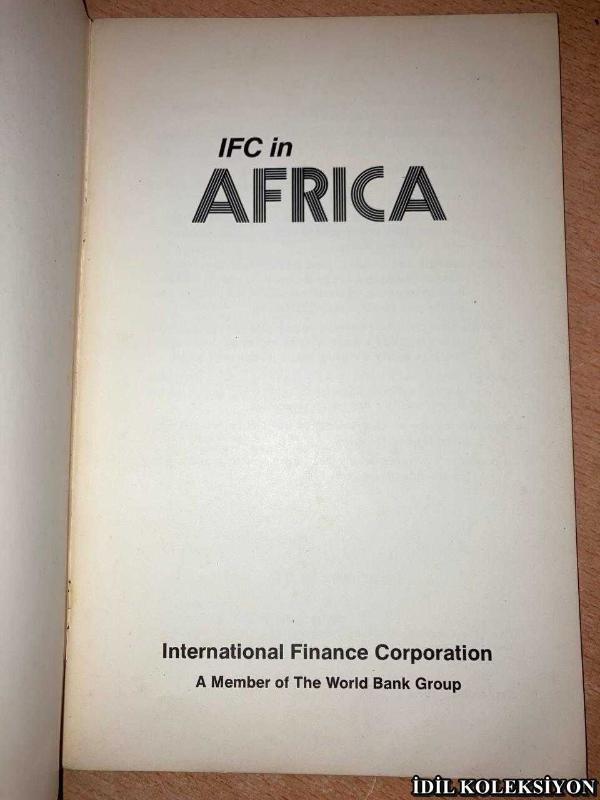 IFC in
AFRICA
International Finance Corporation
A Member of The World Bank Group
İDİL KOLEKSİYON